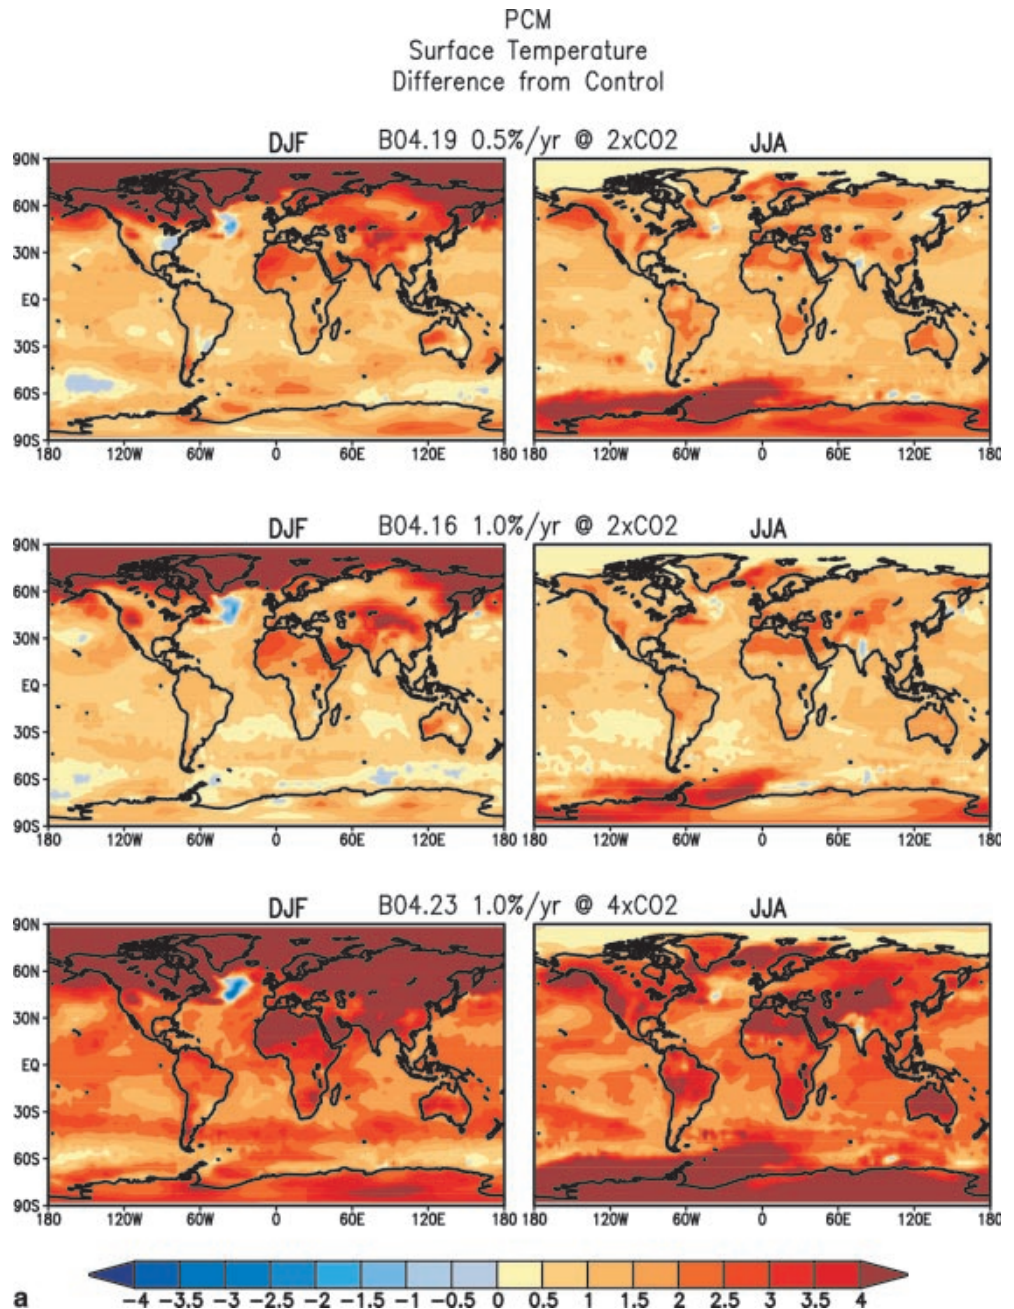 PCM
Surface Temperature
Difference from Control
DJF B04.19 0.5%/yr @ 2xCO2 JJA
90N
60N
30N
EQ
30S
60S
90S
180 120W 60W 0 60E 120E 180 120W 60W 0 60E 120E 180
DJF B04.16 1.0%/yr @ 2xCO2 JJA
90N
60N
30N
EQ
30S
60S
90S
180 120W 60W 0 60E 120E 180 120W 60W 0 60E 120E 180
DJF B04.23 1.0%/yr @ 4xCO2 JJA
90N
60N
30N
EQ
30S
60S
90S
180 120W 60W 0 60E 120E 180 120W 60W 0 60E 120E 180
a -4 -3.5 -3 -2.5 -2 -1.5 -1 -0.5 0 0.5 1 1.5 2 2.5 3 3.5 4